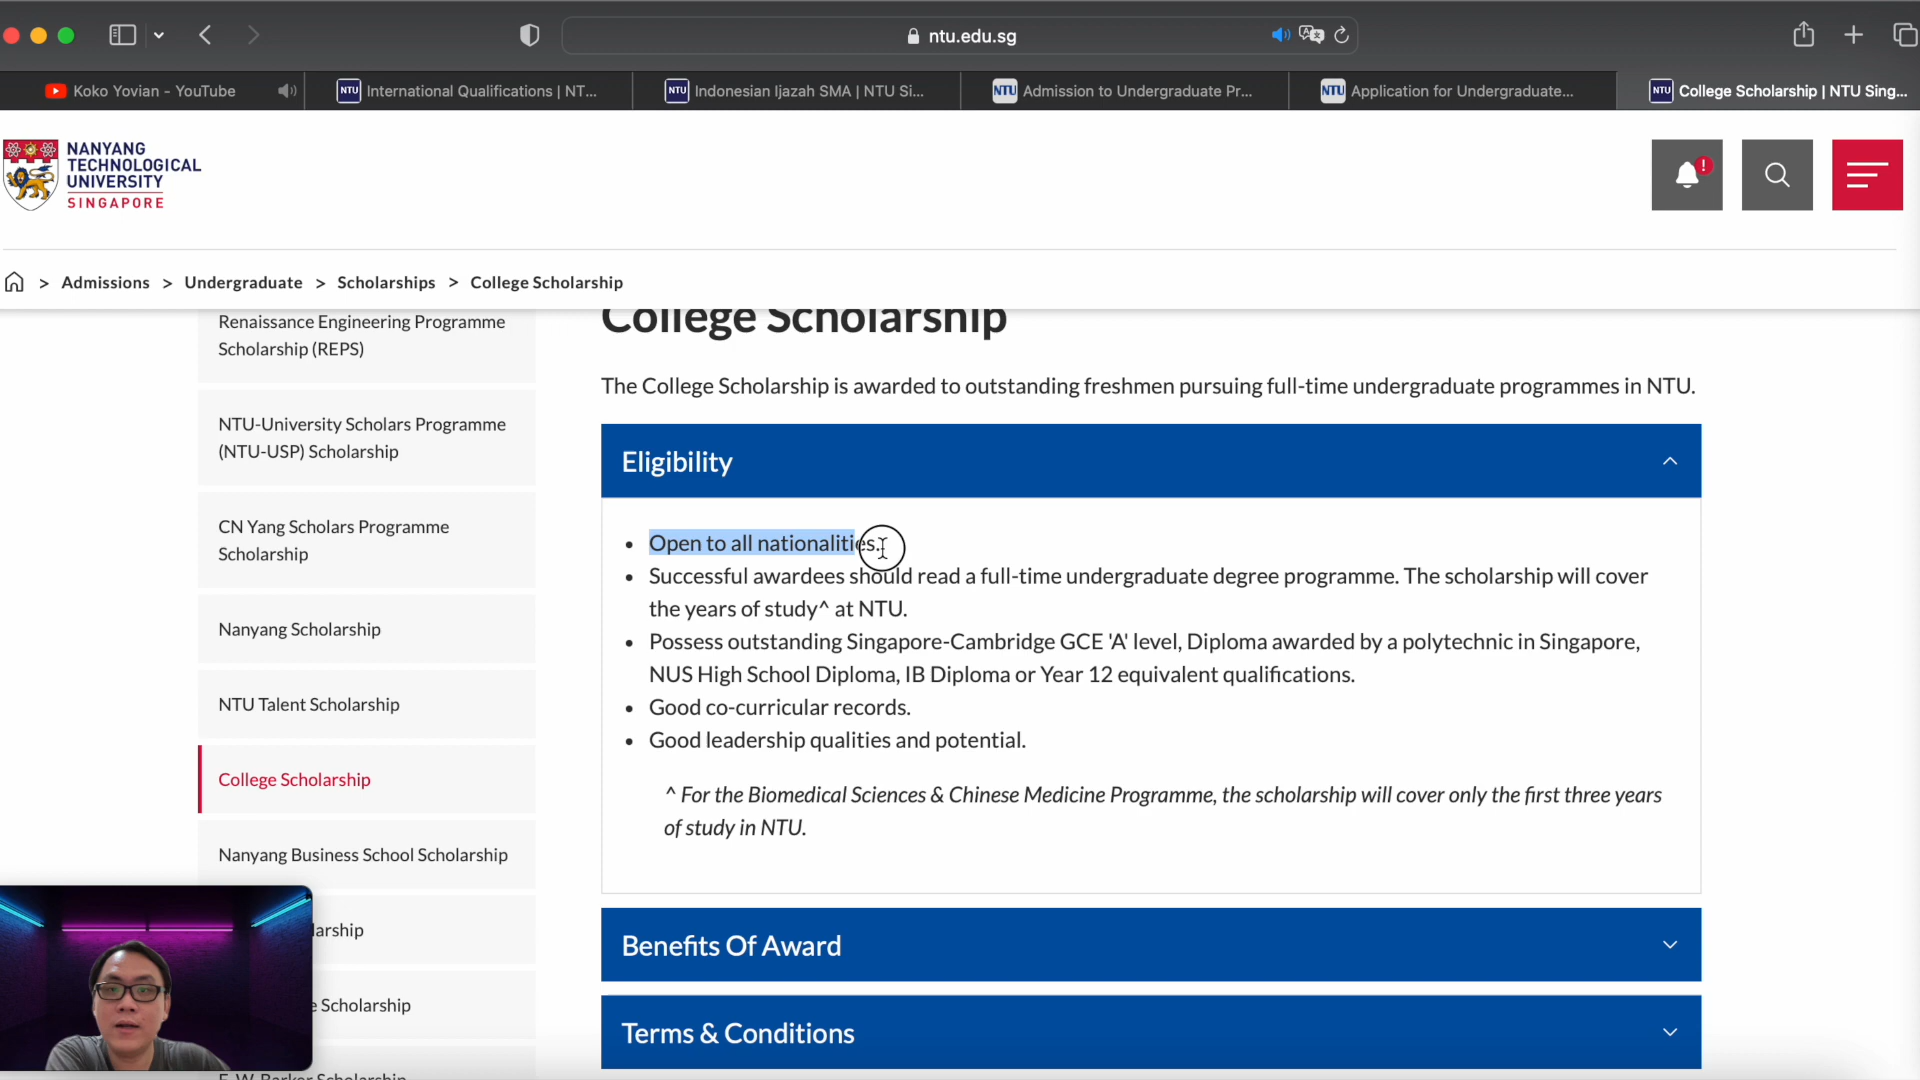 ntu.edu.sg
Koko Yovian - YouTube
NTU International Qualifications | NT...
NTU Indonesian Ijazah SMA | NTU Si...
NTU Admission to Undergraduate Pr...
NTU Application for Undergraduate...
NTU College Scholarship | NTU Sing...
NANYANG
TECHNOLOGICAL
UNIVERSITY
SINGAPORE
> Admissions > Undergraduate > Scholarships > College Scholarship
Renaissance Engineering Programme
Scholarship (REPS)
NTU-University Scholars Programme
(NTU-USP) Scholarship
CN Yang Scholars Programme
Scholarship
Nanyang Scholarship
NTU Talent Scholarship
College Scholarship
Nanyang Business School Scholarship
larship
e Scholarship
E. W. Barker Scholarship
College Scholarship
The College Scholarship is awarded to outstanding freshmen pursuing full-time undergraduate programmes in NTU.
Eligibility
• Open to all nationalities.
• Successful awardees should read a full-time undergraduate degree programme. The scholarship will cover
the years of study^ at NTU.
• Possess outstanding Singapore-Cambridge GCE 'A' level, Diploma awarded by a polytechnic in Singapore,
NUS High School Diploma, IB Diploma or Year 12 equivalent qualifications.
• Good co-curricular records.
• Good leadership qualities and potential.
^ For the Biomedical Sciences & Chinese Medicine Programme, the scholarship will cover only the first three years
of study in NTU.
Benefits Of Award
Terms & Conditions